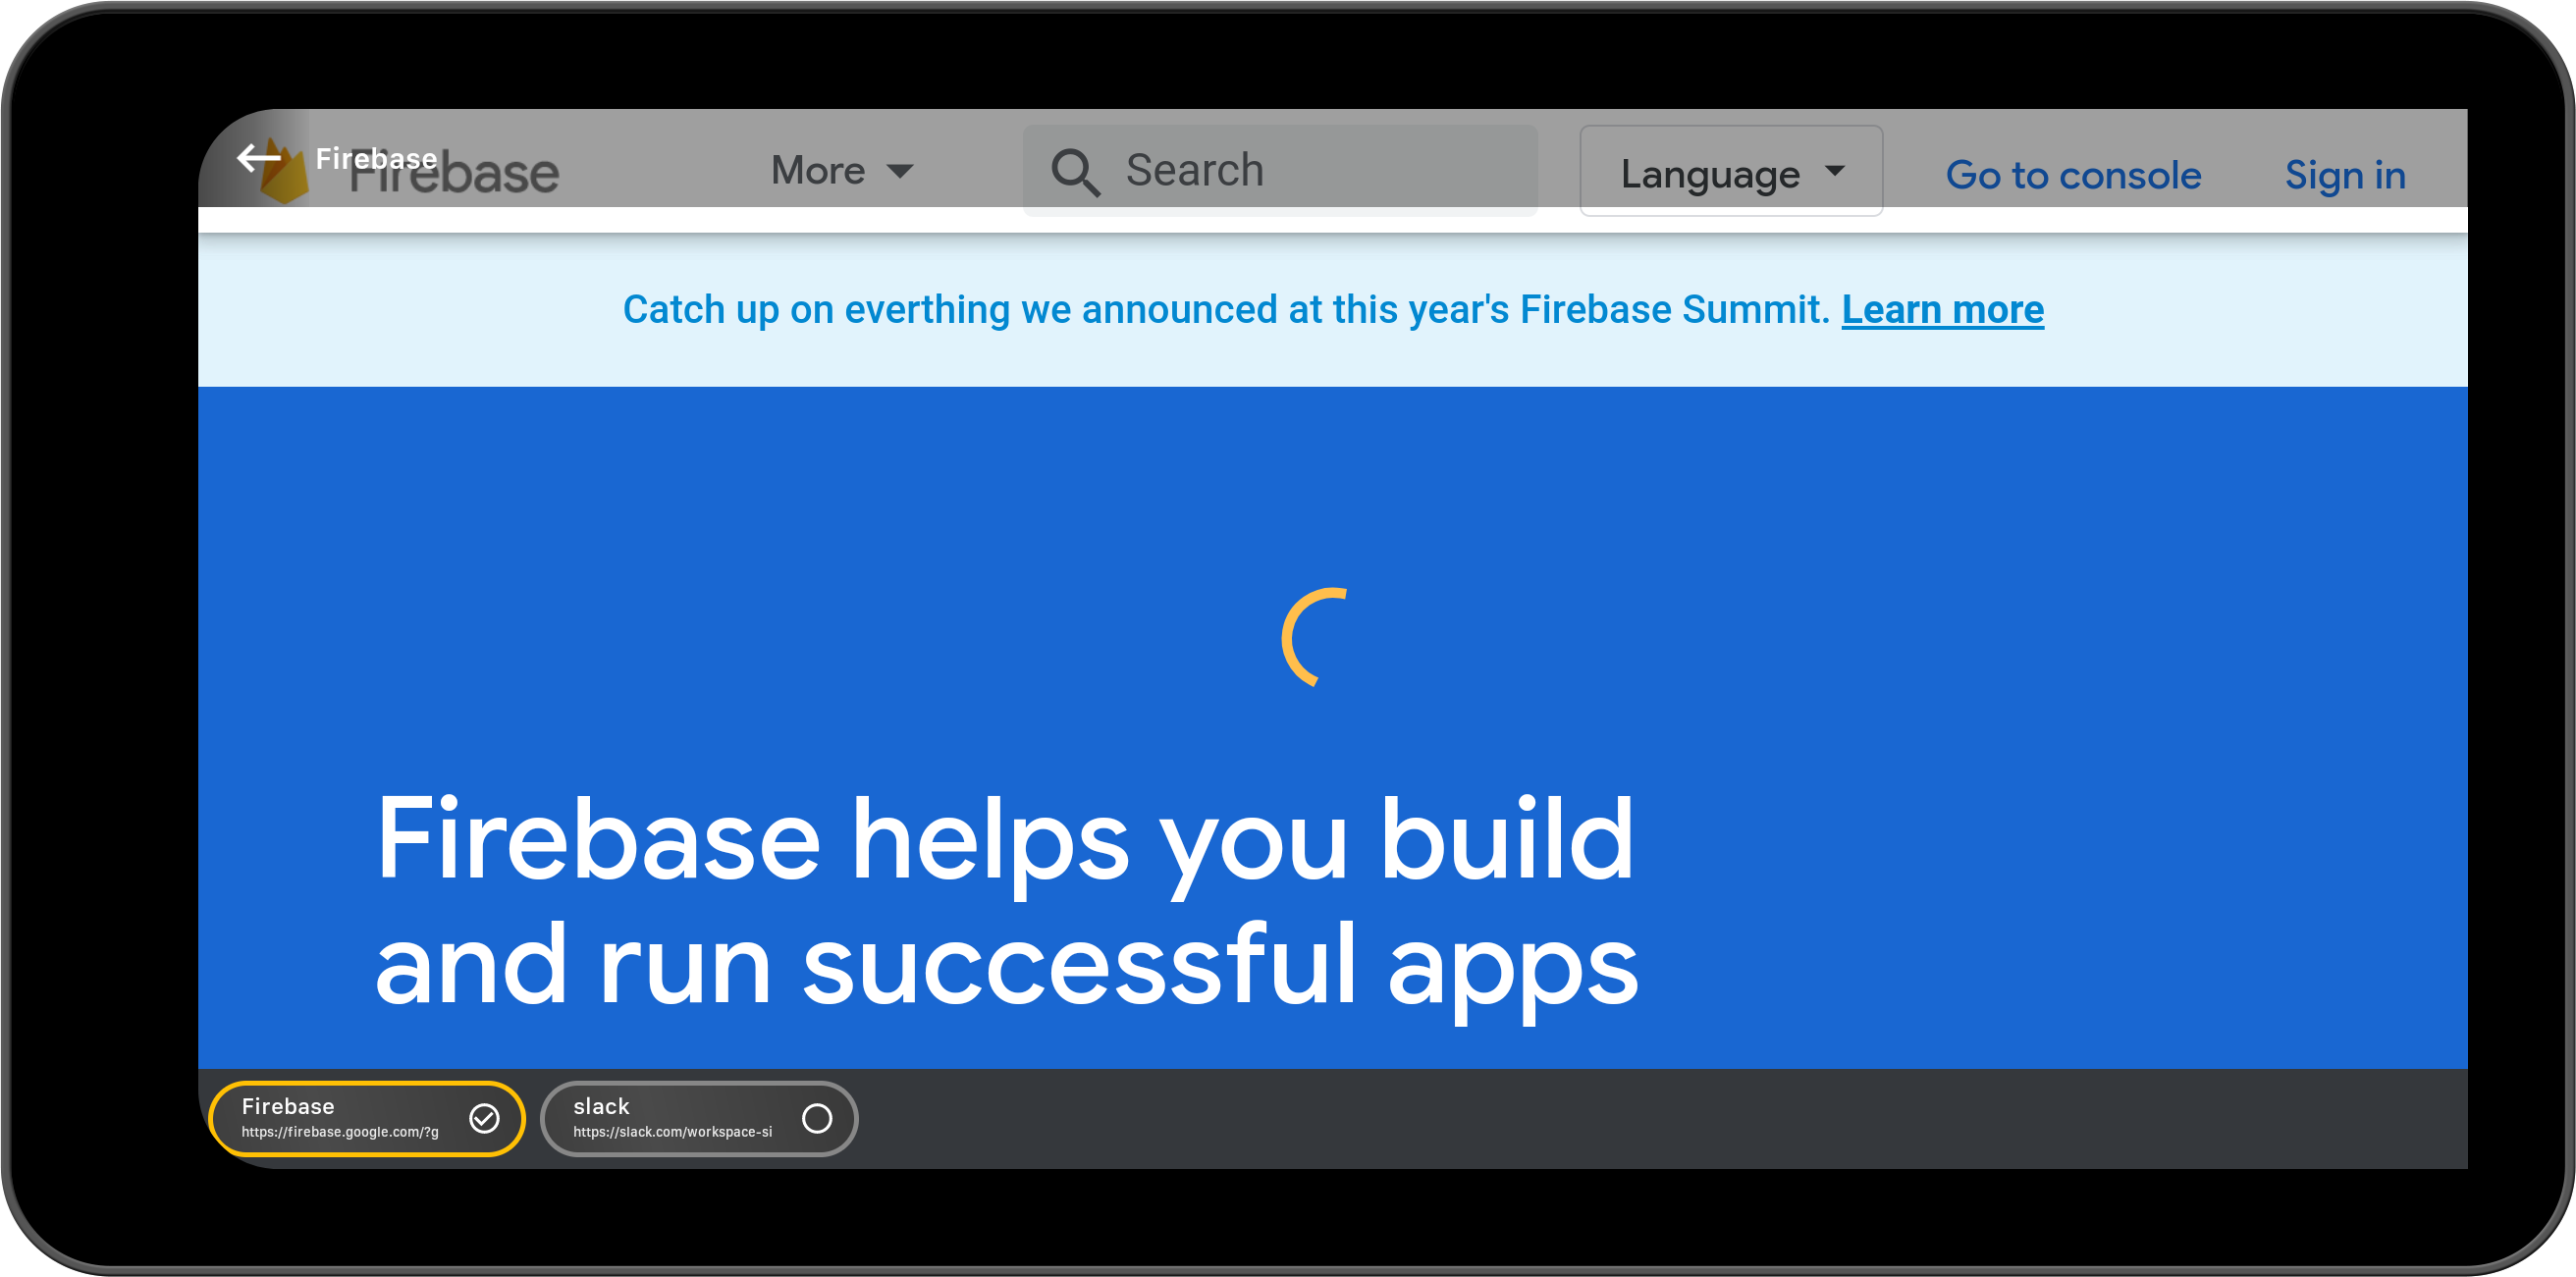 Firebase
Firebase
More
Search
Language
Go to console
Sign in
Catch up on everthing we announced at this year's Firebase Summit. Learn more
Firebase helps you build
and run successful apps
Firebase
https://firebase.google.com/?g
slack
https://slack.com/workspace-si